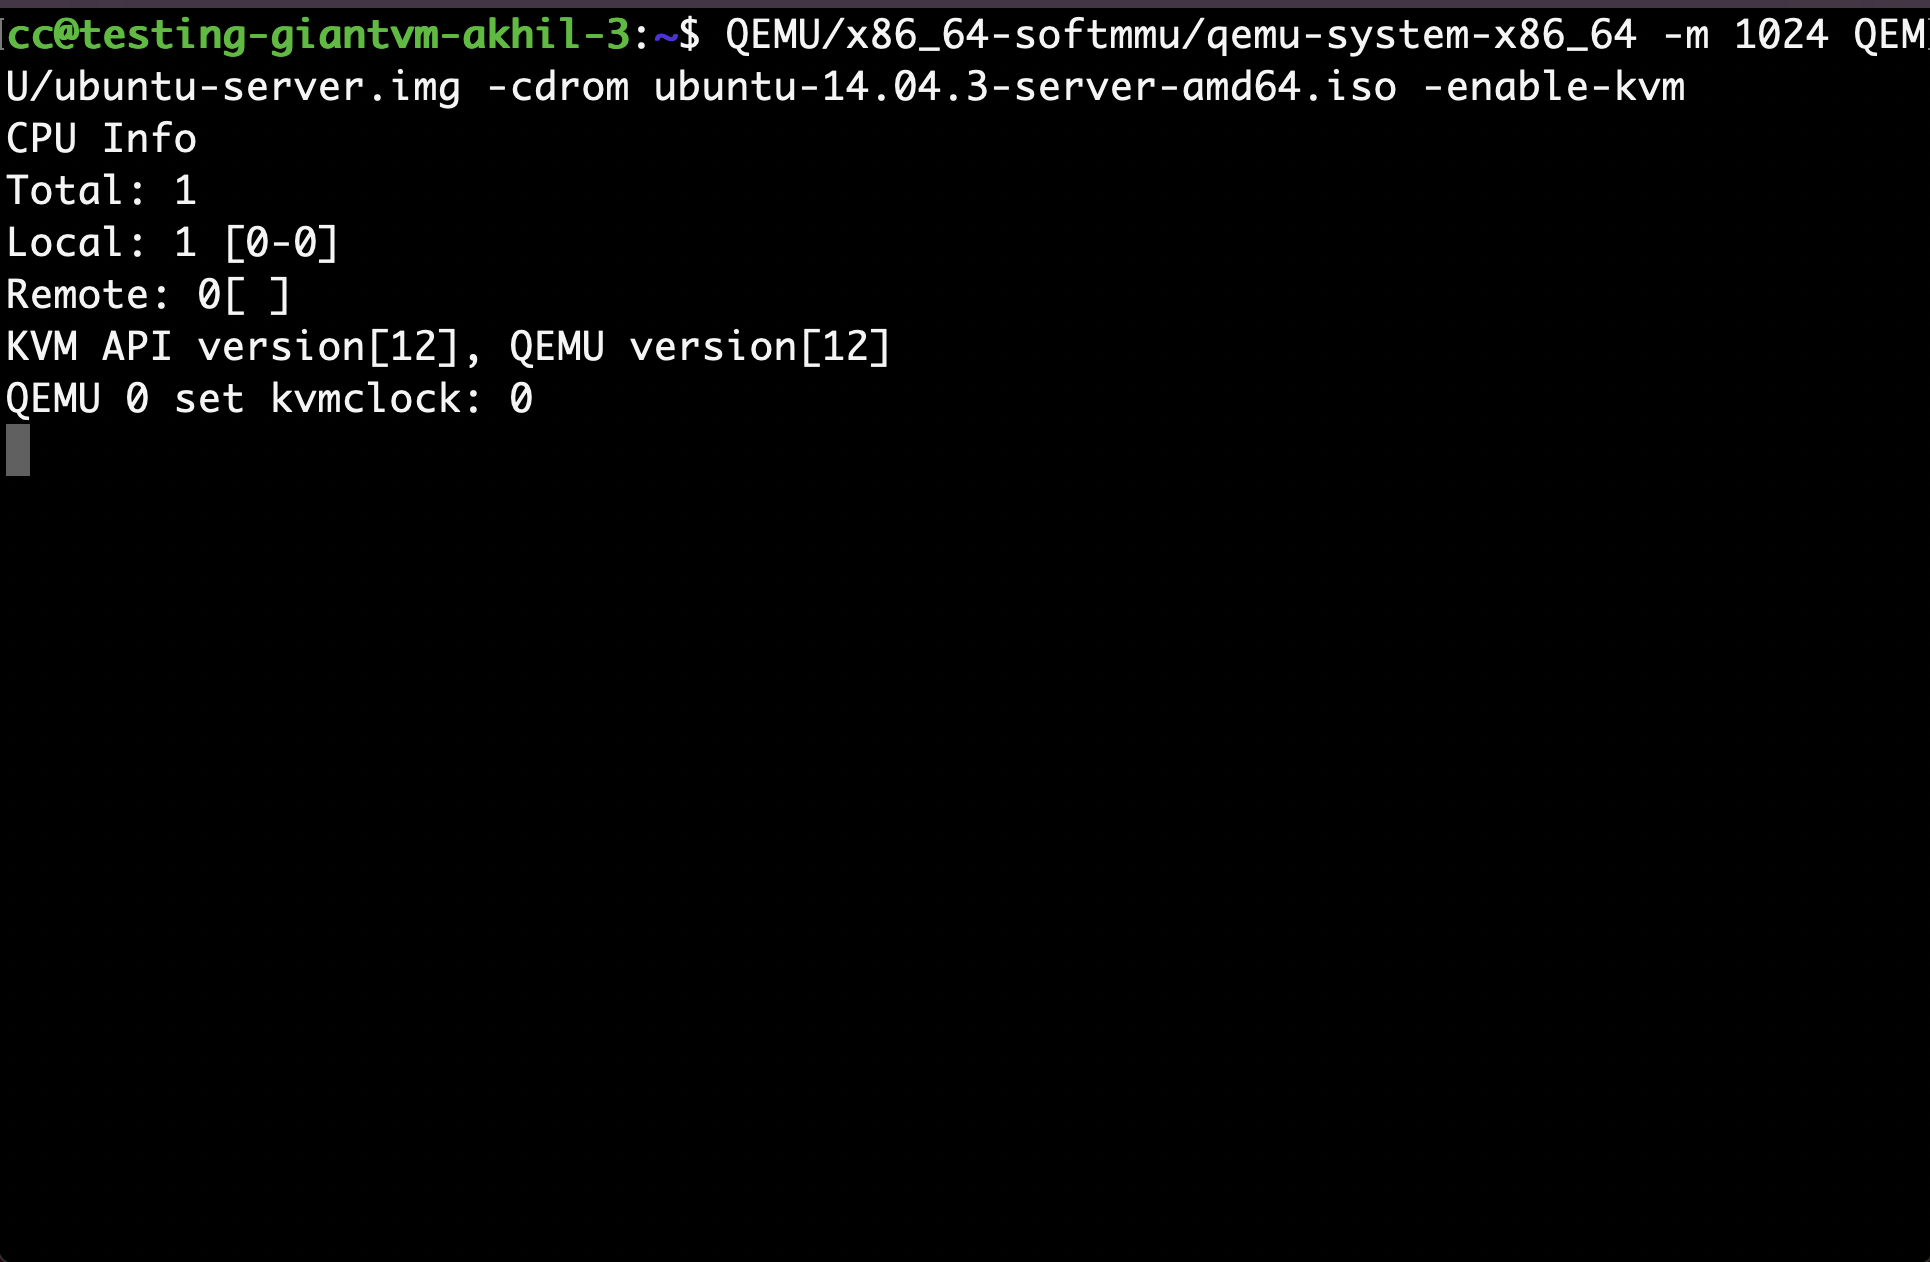 cc@testing-giantvm-akhil-3:~$ QEMU/x86_64-softmmu/qemu-system-x86_64 -m 1024 QEM
U/ubuntu-server.img -cdrom ubuntu-14.04.3-server-amd64.iso -enable-kvm
CPU Info
Total: 1
Local: 1 [0-0]
Remote: 0[ ]
KVM API version[12], QEMU version[12]
QEMU 0 set kvmclock: 0